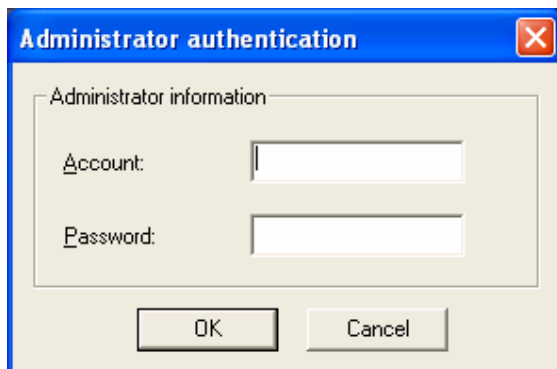 Administrator authentication
Administrator information
Account:
Password:
OK Cancel